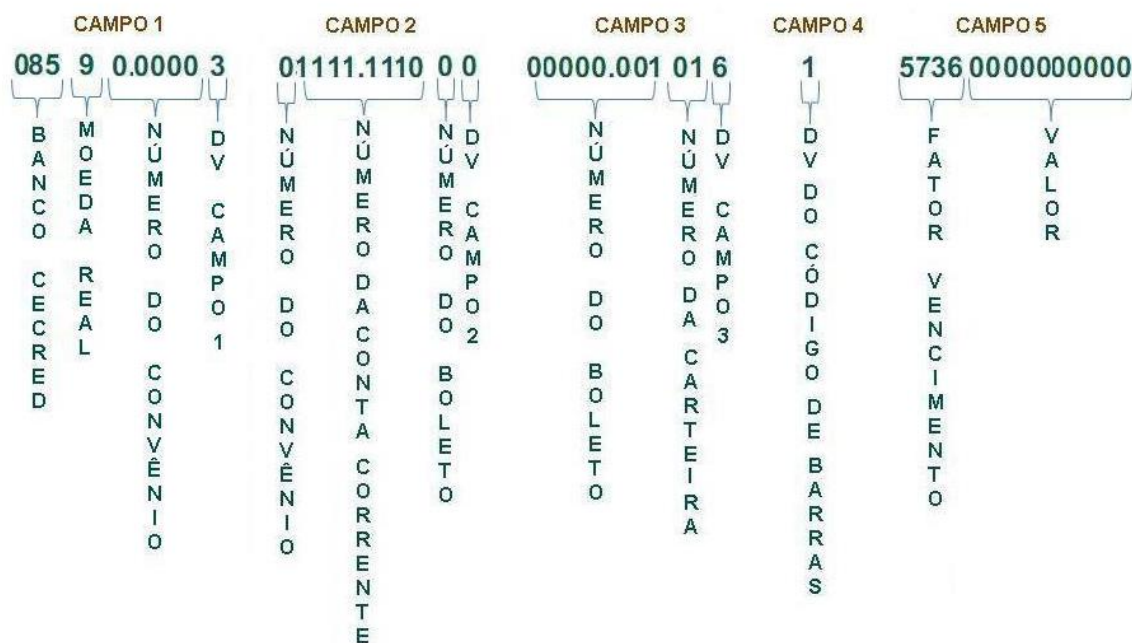 CAMPO 1 CAMPO 2 CAMPO 3 CAMPO 4 CAMPO 5
085 9 0.0000 3 01111.1110 0 0 00000.001 01 6 1 5736 0000000000
BANCO CECRED
MOEDA REAL
NÚMERO DO CONVÊNIO
DV CAMPO 1
NÚMERO DO CONVÊNIO
NÚMERO DA CONTA CORRENTE
NÚMERO DO BOLETO
DV CAMPO 2
NÚMERO DO BOLETO
NÚMERO DA CARTEIRA
DV CAMPO 3
DV DO CÓDIGO DE BARRAS
FATOR VENCIMENTO
VALOR